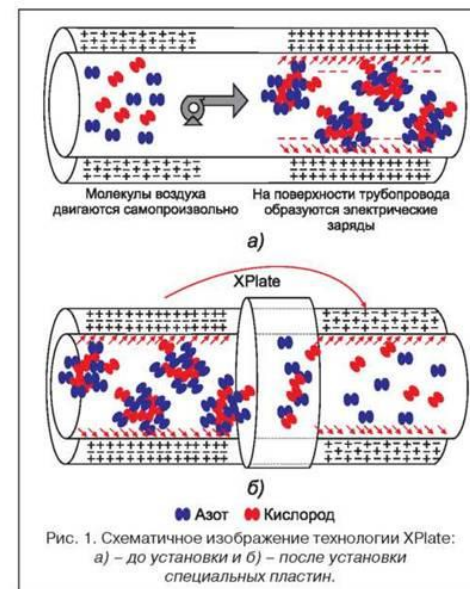 Молекулы воздуха
двигаются самопроизвольно
На поверхности трубопровода
образуются электрические
заряды
а)
XPlate
б)
Азот Кислород
Рис. 1. Схематичное изображение технологии XPlate:
а) – до установки и б) – после установки
специальных пластин.